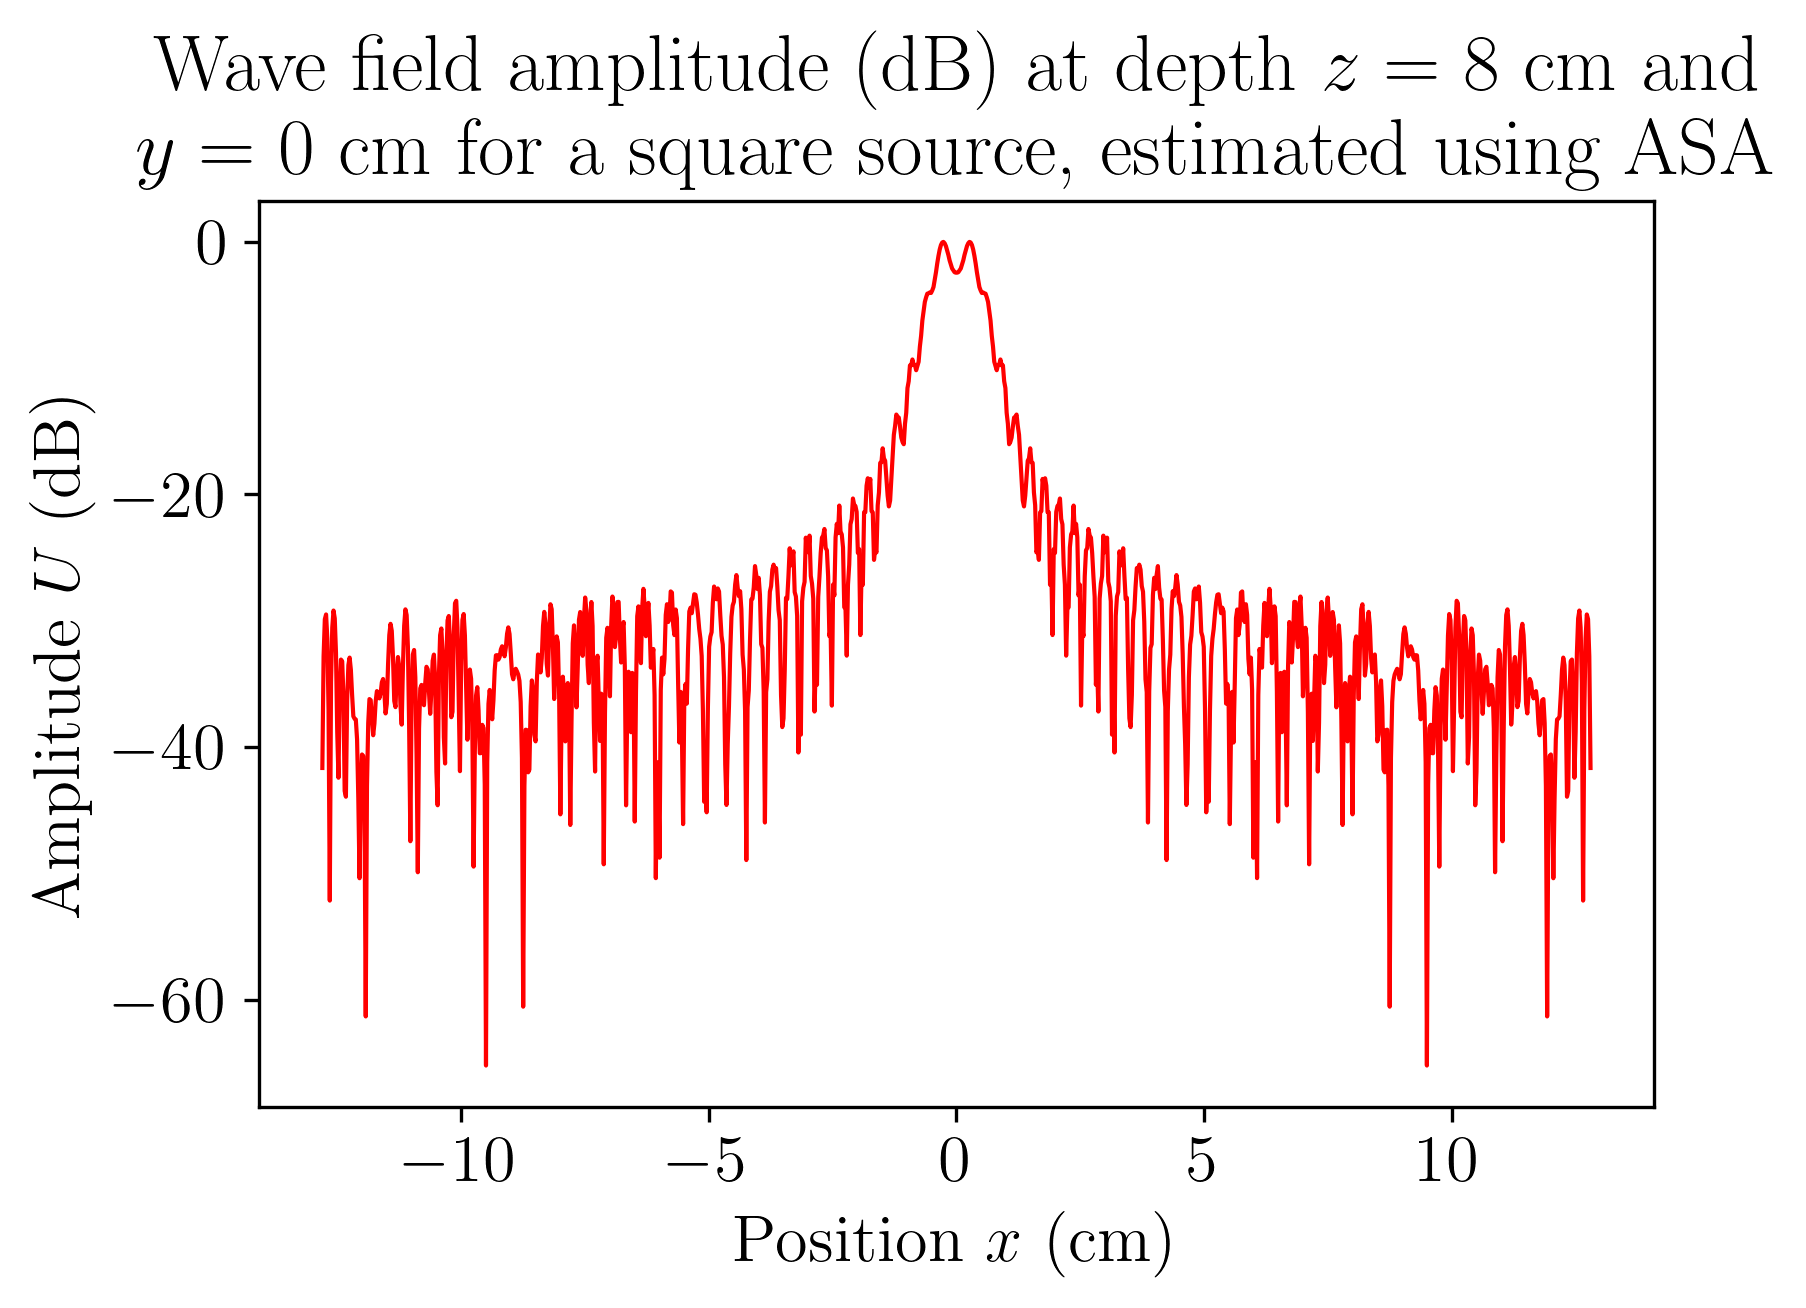 Wave field amplitude (dB) at depth z = 8 cm and
y = 0 cm for a square source, estimated using ASA
0
−20
−40
−60
Amplitude U (dB)
−10 −5 0 5 10
Position x (cm)